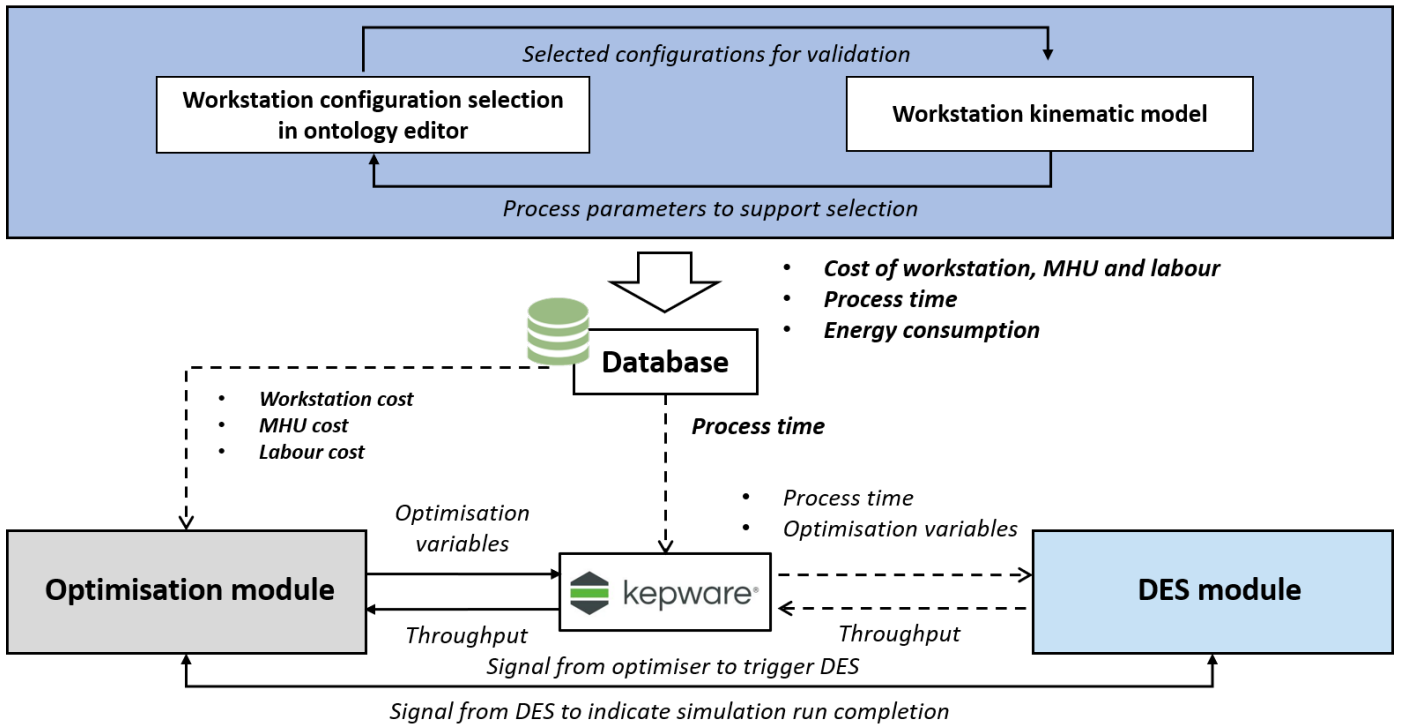 Selected configurations for validation
Workstation configuration selection
in ontology editor
Workstation kinematic model
Process parameters to support selection
• Cost of workstation, MHU and labour
• Process time
• Energy consumption
Database
• Workstation cost
• MHU cost
• Labour cost
Process time
• Process time
• Optimisation variables
Optimisation
variables
Optimisation module
kepware®
DES module
Throughput
Throughput
Signal from optimiser to trigger DES
Signal from DES to indicate simulation run completion